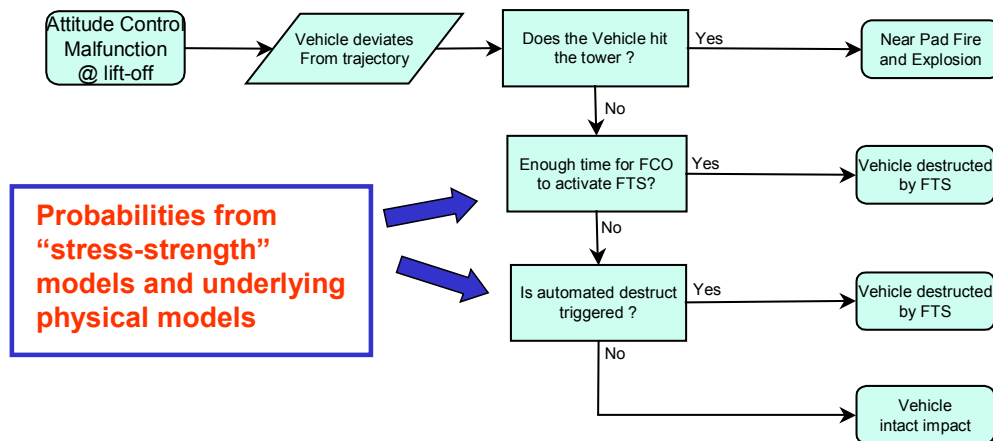 Attitude Control
Malfunction
@ lift-off
Vehicle deviates
From trajectory
Does the Vehicle hit
the tower ?
Yes
Near Pad Fire
and Explosion
No
Enough time for FCO
to activate FTS?
Yes
Vehicle destructed
by FTS
Probabilities from
“stress-strength”
models and underlying
physical models
No
Is automated destruct
triggered ?
Yes
Vehicle destructed
by FTS
No
Vehicle
intact impact